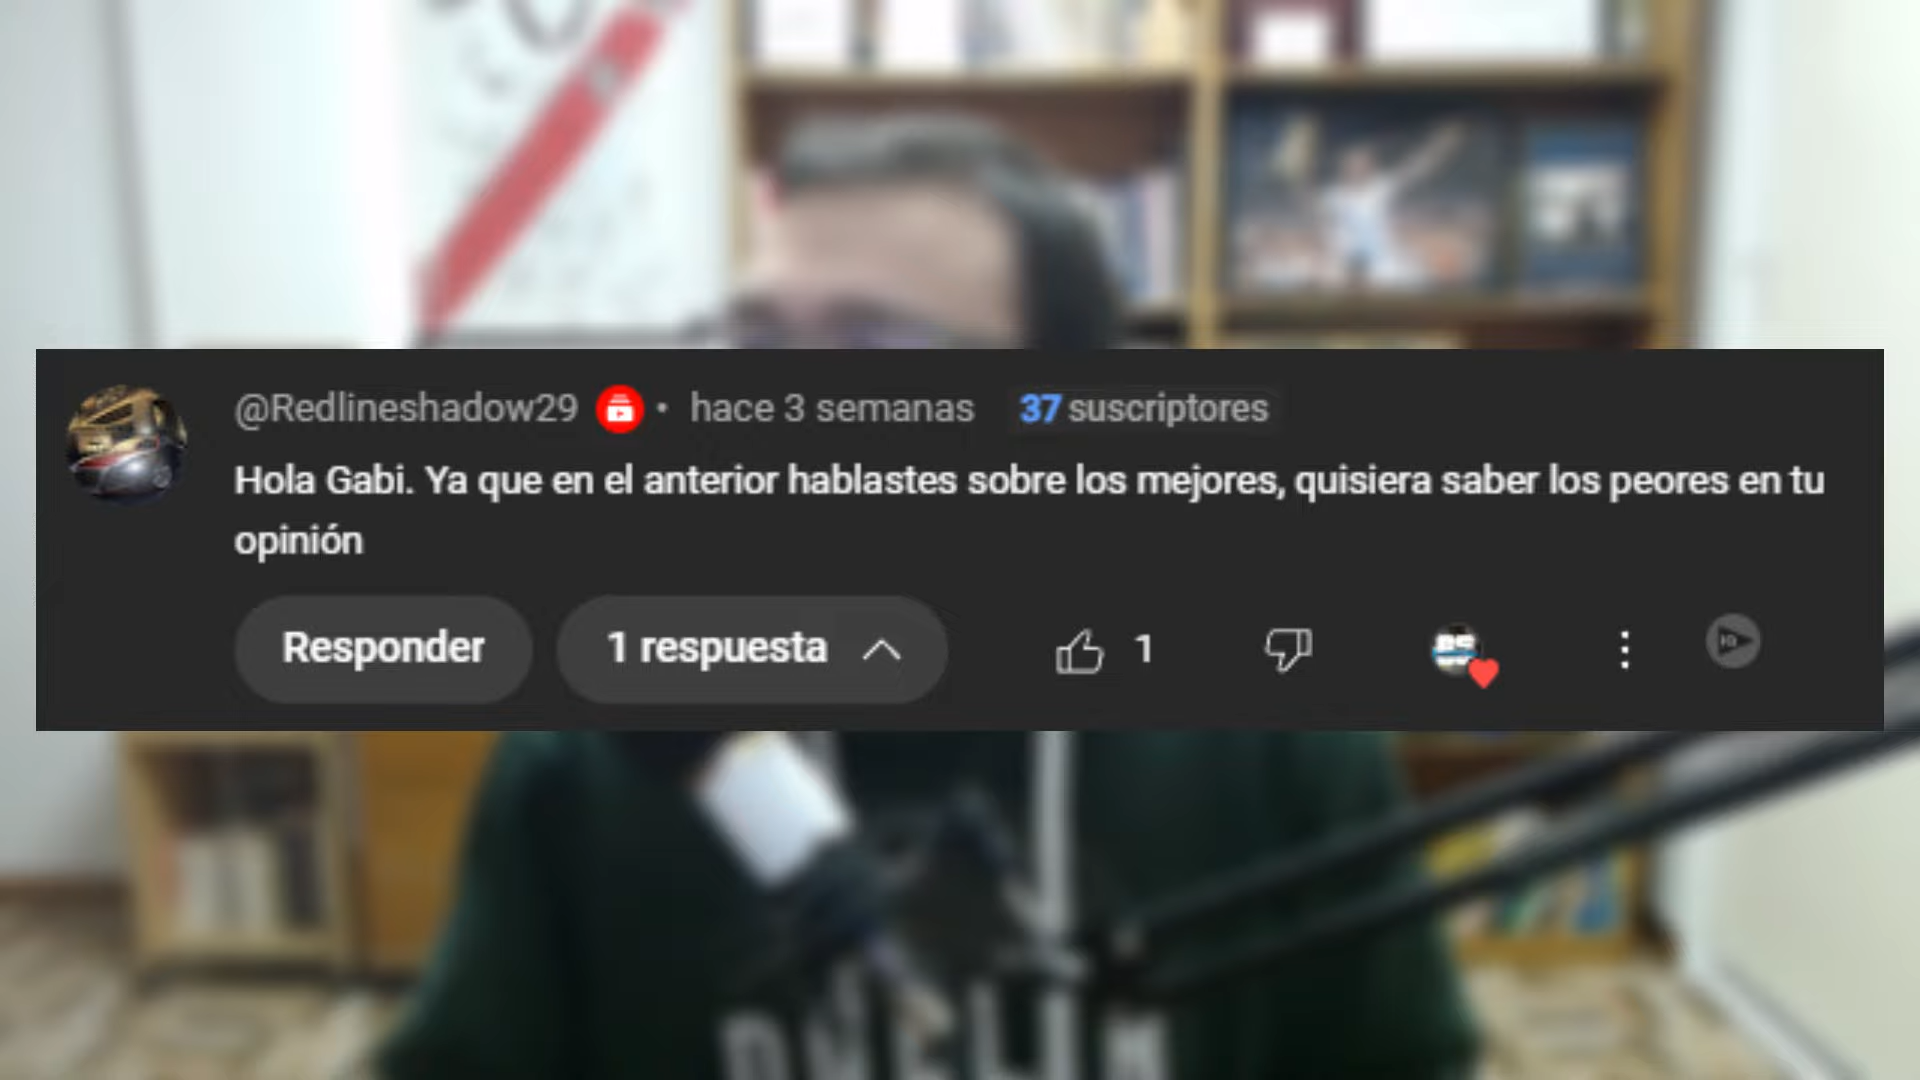 @Redlineshadow29 • hace 3 semanas 37 suscriptores
Hola Gabi. Ya que en el anterior hablastes sobre los mejores, quisiera saber los peores en tu
opinión
Responder 1 respuesta 1